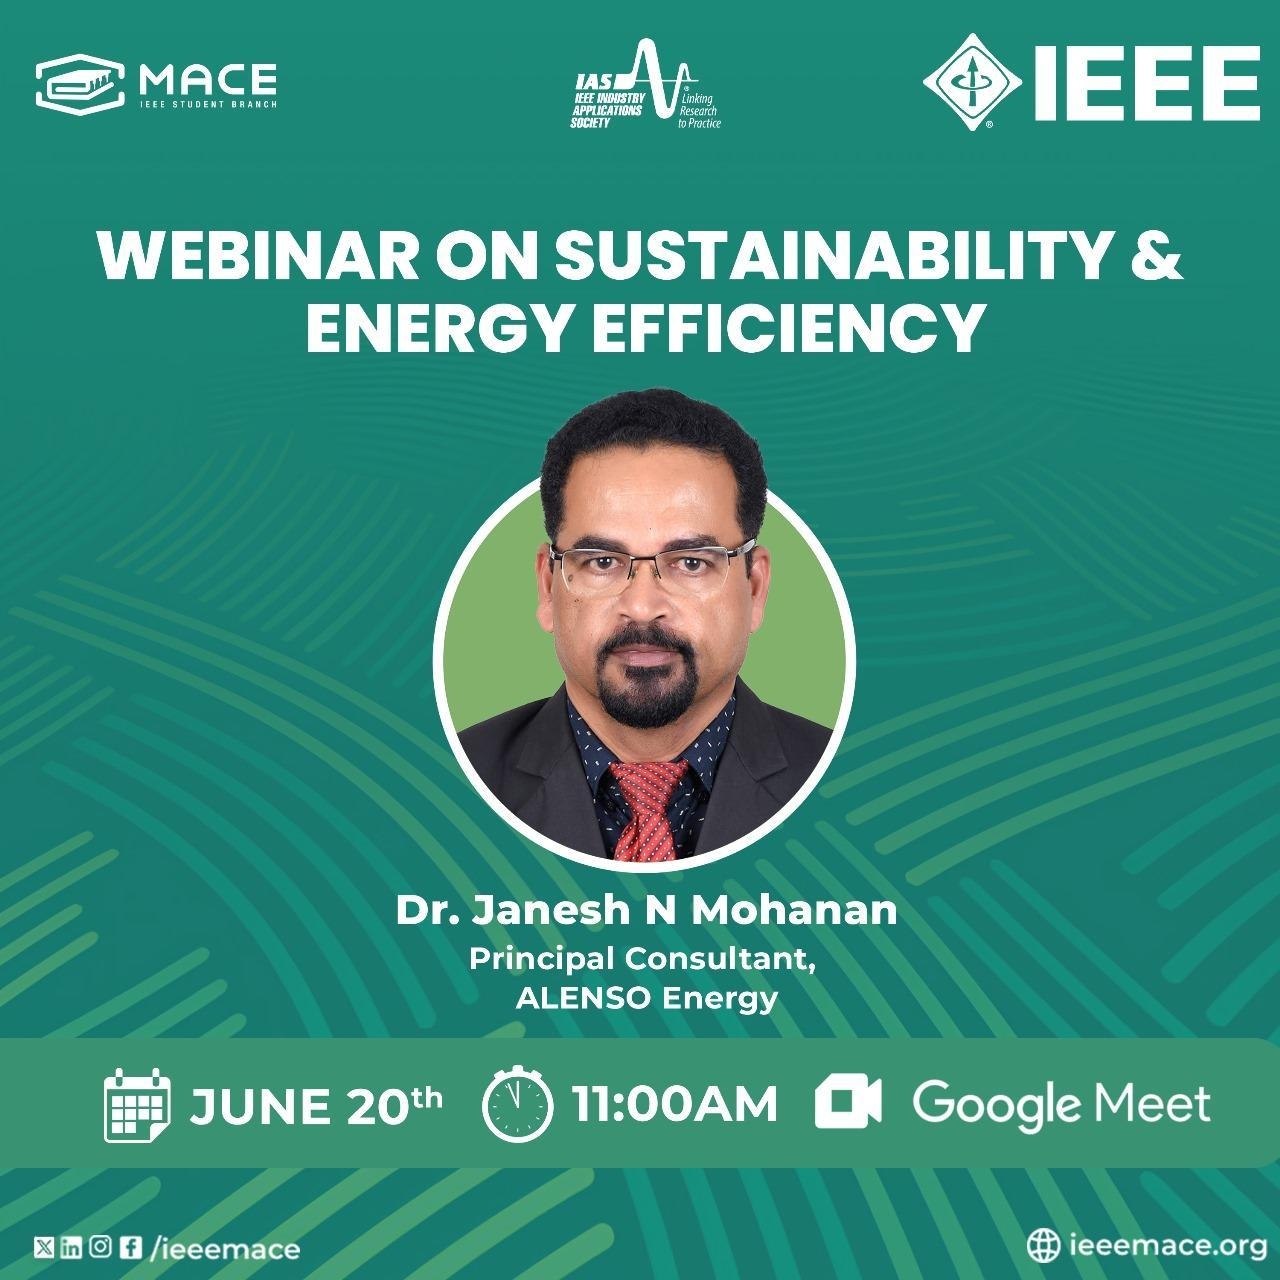 MACE
IEEE STUDENT BRANCH
IAS
IEEE INDUSTRY
APPLICATIONS
SOCIETY
®
Linking
Research
to Practice
®
IEEE
WEBINAR ON SUSTAINABILITY &
ENERGY EFFICIENCY
Dr. Janesh N Mohanan
Principal Consultant,
ALENSO Energy
JUNE 20th
11:00AM
Google Meet
/ieeemace
ieeemace.org